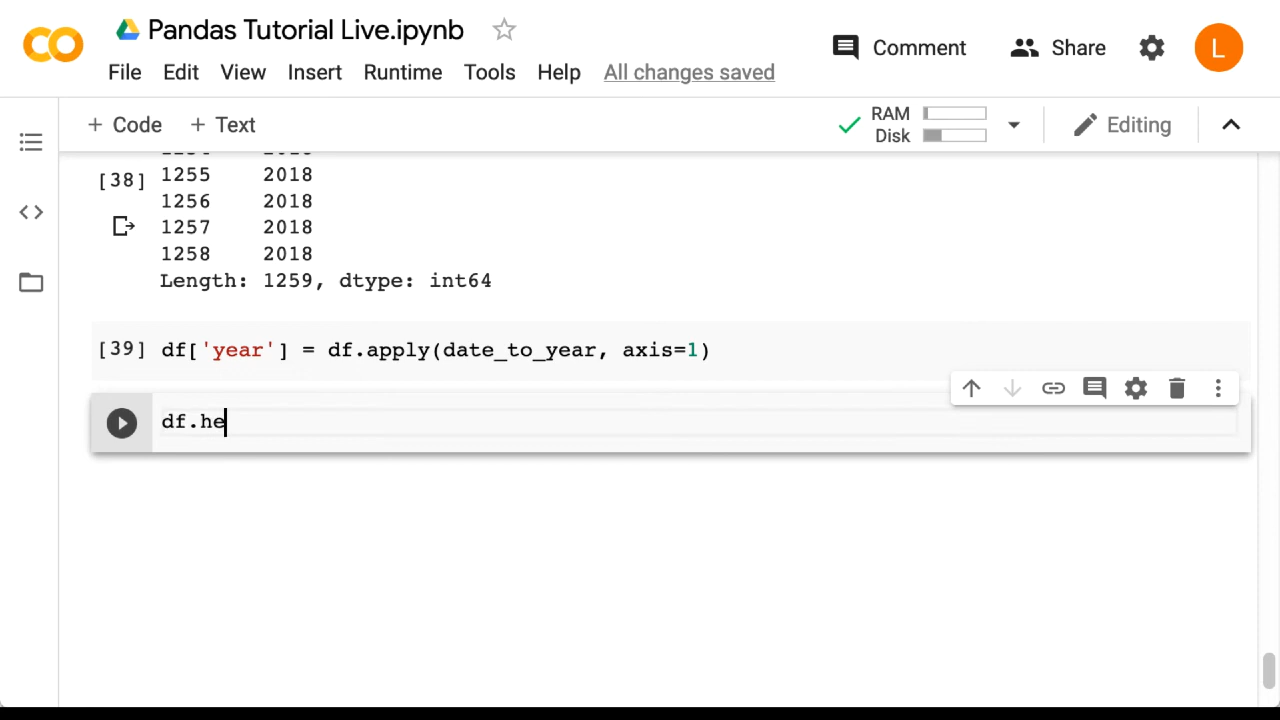 Pandas Tutorial Live.ipynb
Comment
Share
L
File Edit View Insert Runtime Tools Help All changes saved
+ Code + Text
RAM
Disk
Editing
[38]
1255 2018
1256 2018
1257 2018
1258 2018
Length: 1259, dtype: int64
[39] df['year'] = df.apply(date_to_year, axis=1)
df.he